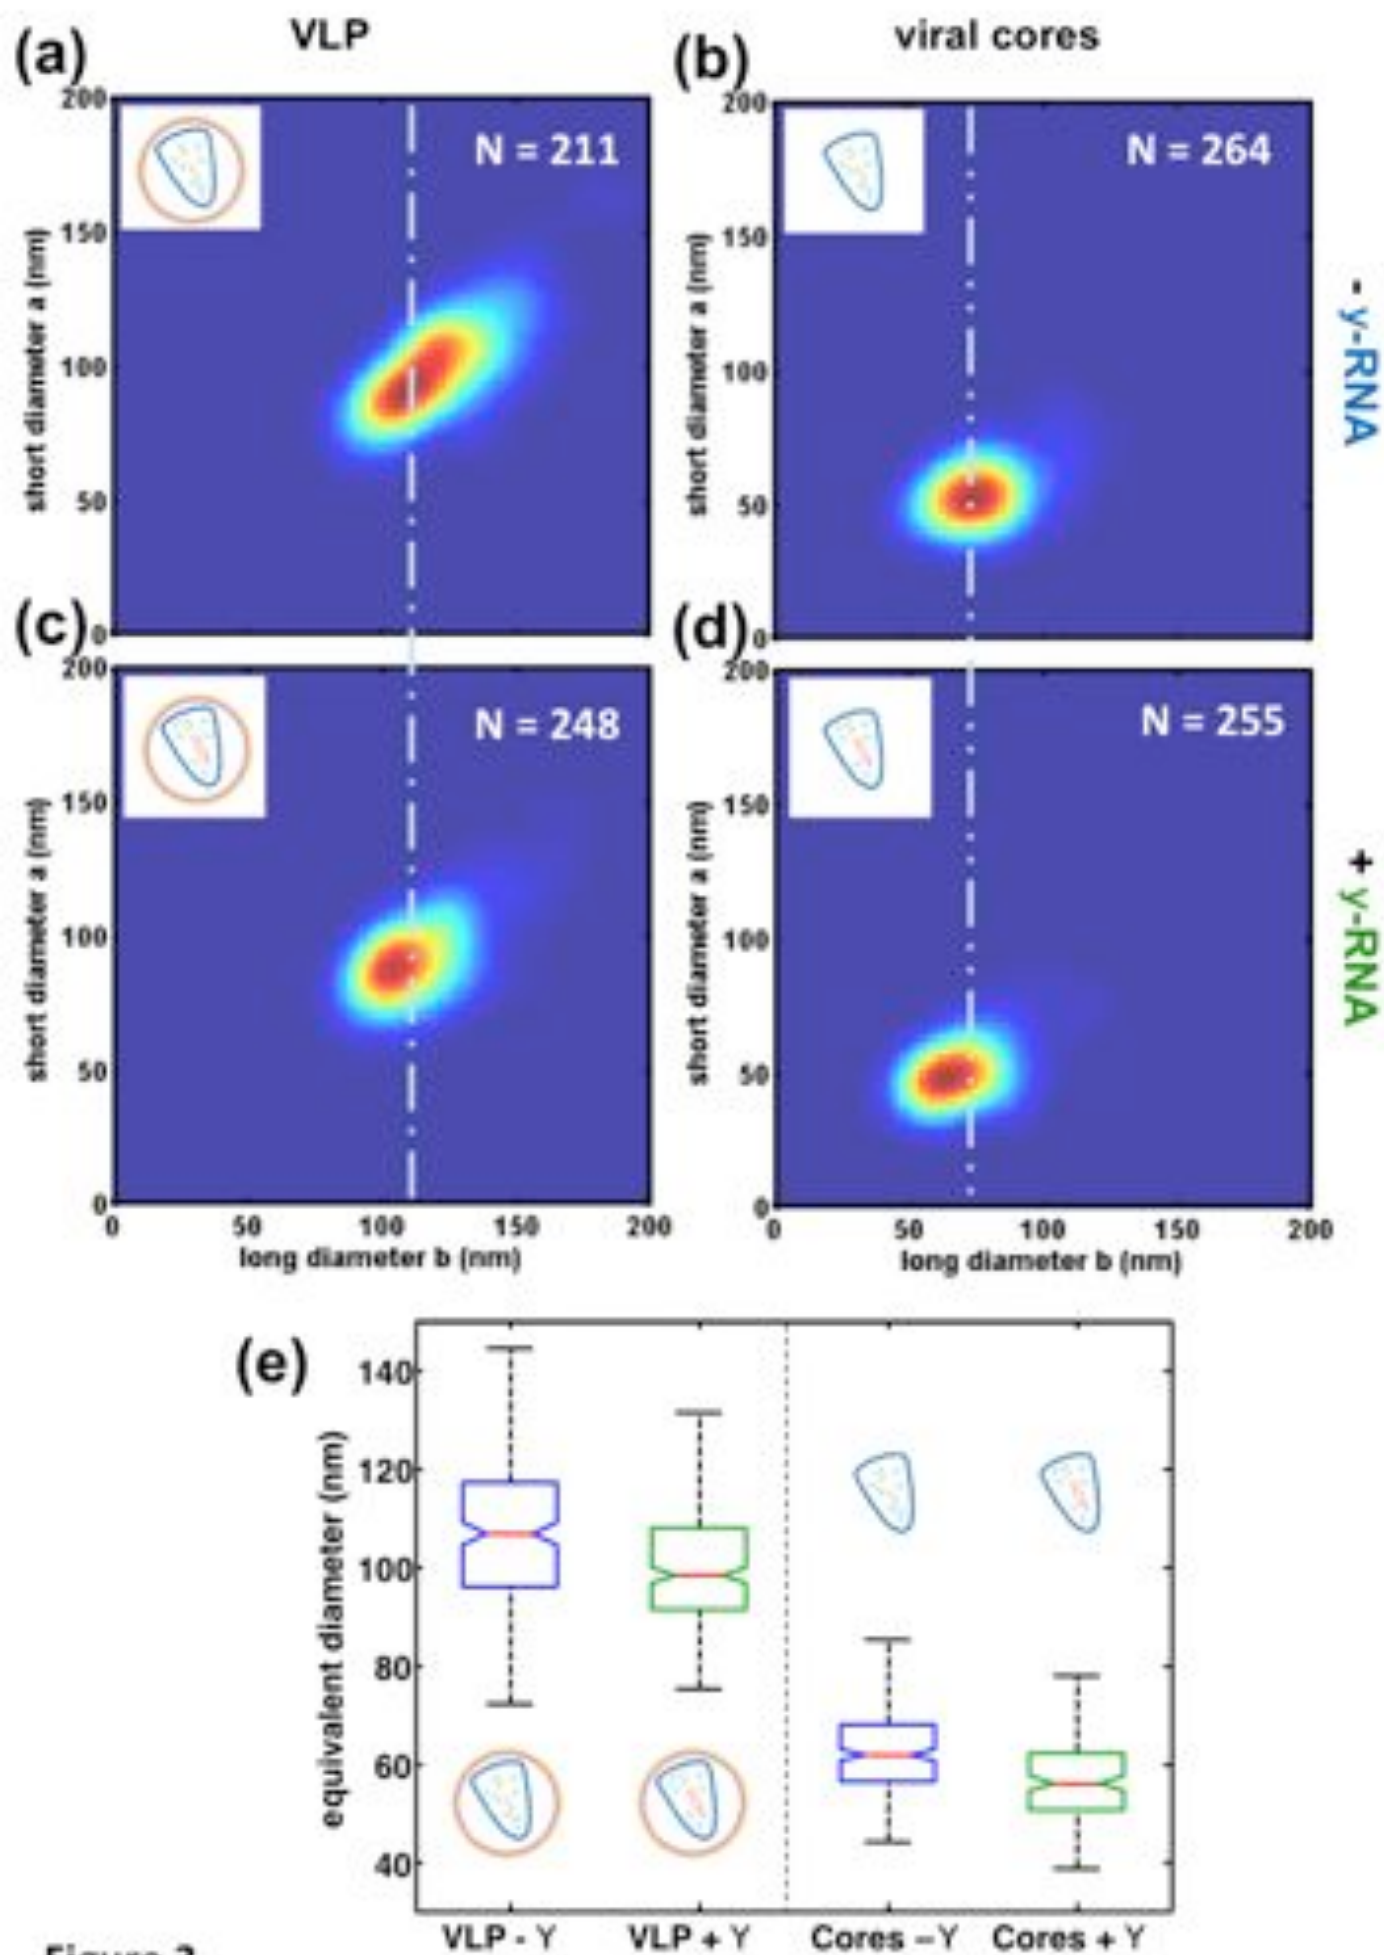 VLP
viral cores
(a)
(b)
200
150
100
50
0
short diameter a (nm)
N = 211
200
150
100
50
0
short diameter a (nm)
N = 264
- y-RNA
(c)
(d)
200
150
100
50
0
short diameter a (nm)
N = 248
0 50 100 150 200
long diameter b (nm)
200
150
100
50
0
short diameter a (nm)
N = 255
0 50 100 150 200
long diameter b (nm)
+ y-RNA
(e)
140
120
100
80
60
40
equivalent diameter (nm)
VLP - Y
VLP + Y
Cores – Y
Cores + Y